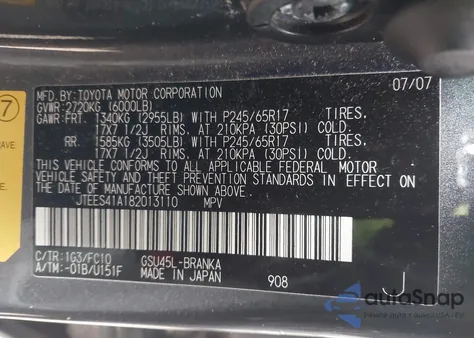 MFD. BY: TOYOTA MOTOR CORPORATION 07/07
GVWR: 2720KG (6000LB)
GAWR: FRT. 1340KG (2955LB) WITH P245/65R17 TIRES,
17X7 1/2J RIMS, AT 210KPA (30PSI) COLD.
RR. 1585KG (3505LB) WITH P245/65R17 TIRES,
17X7 1/2J RIMS, AT 210KPA (30PSI) COLD.
THIS VEHICLE CONFORMS TO ALL APPLICABLE FEDERAL MOTOR
VEHICLE SAFETY AND THEFT PREVENTION STANDARDS IN EFFECT
ON THE DATE OF MANUFACTURE SHOWN ABOVE.
JTEES41A182013110 MPV
C/TR: 1G3/FC10 GSU45L-BRANKA
A/TM: -01B/U151F MADE IN JAPAN 908
7
AVE
autoSnap